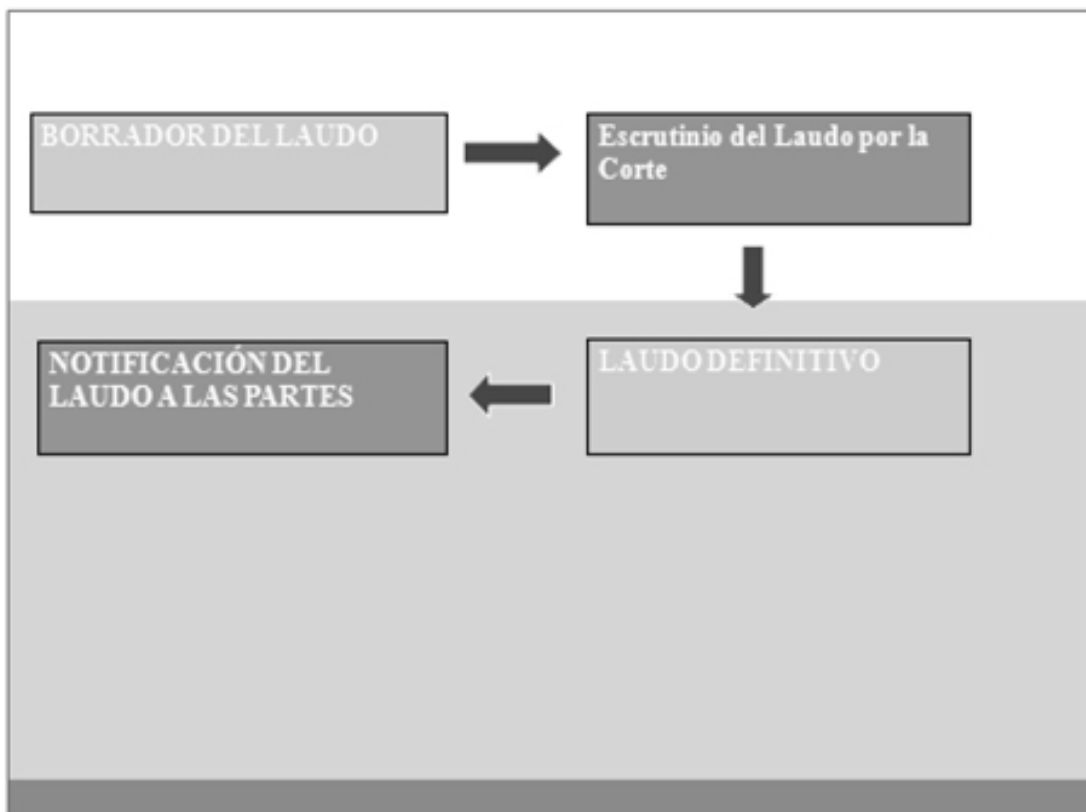 BORRADOR DEL LAUDO
Escrutinio del Laudo por la
Corte
LAUDO DEFINITIVO
NOTIFICACIÓN DEL
LAUDO A LAS PARTES